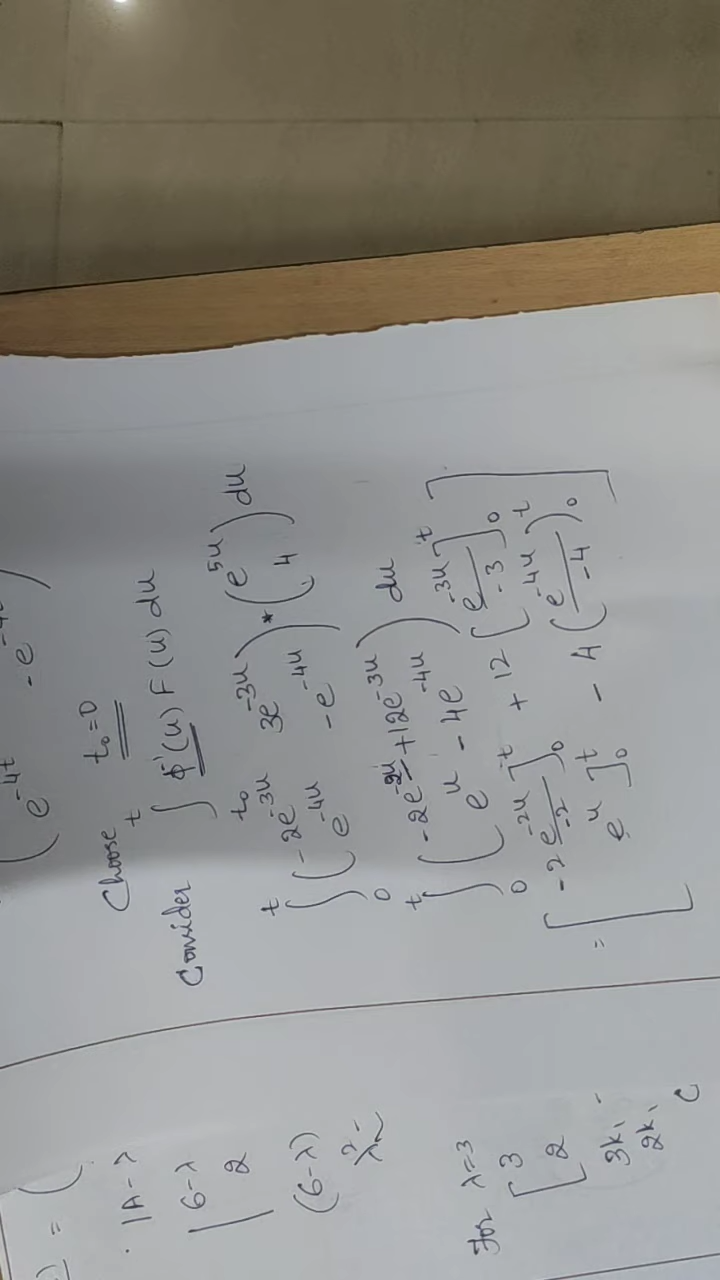 ( e^{-4t} -e^{-4t} )
Choose t₀=0
Consider ∫_{t₀}^{t} φ'(u) F(u) du
∫_0^t ( -2e^{-3u} 3e^{-3u} ) * ( e^{5u} ) du
( e^{-4u} -e^{-4u} ) ( 4 )
∫_0^t ( -2e^{-2u} + 12e^{-3u} ) du
( e^u - 4e^{-4u} )
= [ -2 e^{-2u}/-2 ]_0^t + 12 [ e^{-3u}/-3 ]_0^t ]
[ e^u ]_0^t - 4 ( e^{-4u}/-4 )_0^t ]
) = (
. |A - λ
[ 6-λ
2
(6-λ)
λ²-
for λ=3
[ 3
2
3k₁ -
2k₁